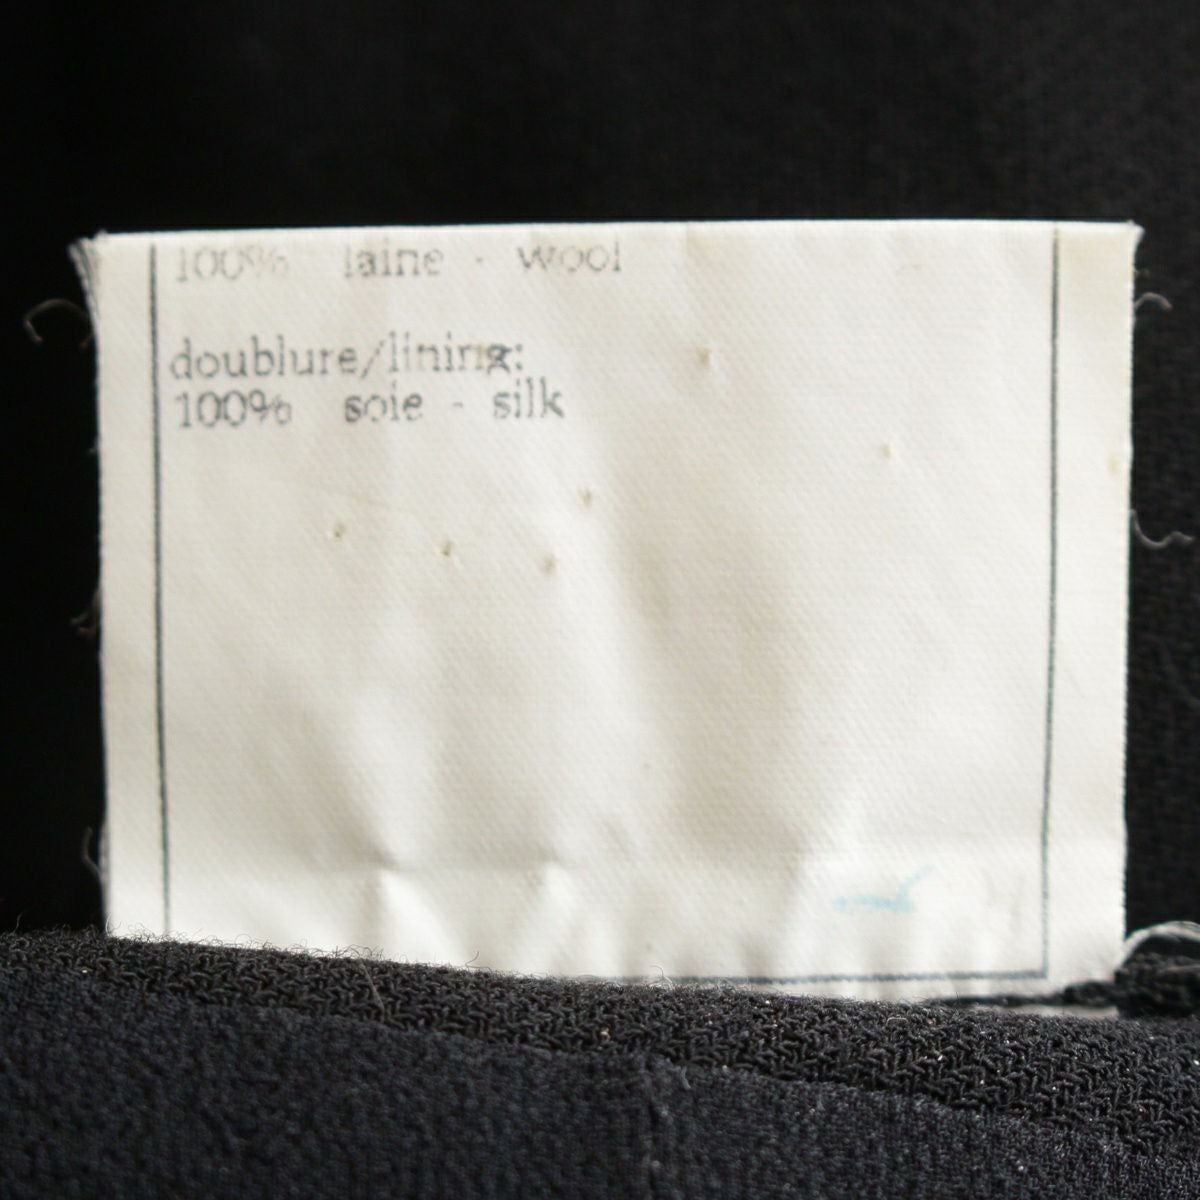 100% laine - wool
doublure/lining:
100% soie - silk